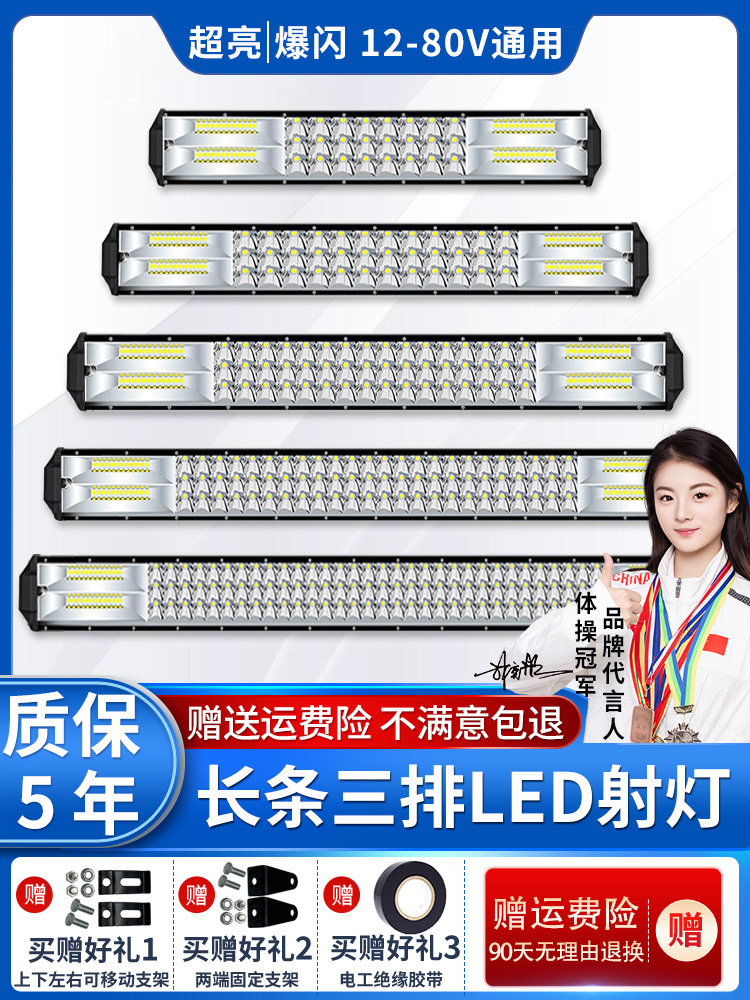 超亮|爆闪 12-80V通用
CHINA
体操冠军
品牌代言人
质保
5年
赠送运费险 不满意包退
长条三排LED射灯
赠
买赠好礼1
上下左右可移动支架
赠
买赠好礼2
两端固定支架
赠
买赠好礼3
电工绝缘胶带
赠运费险
90天无理由退换
赠